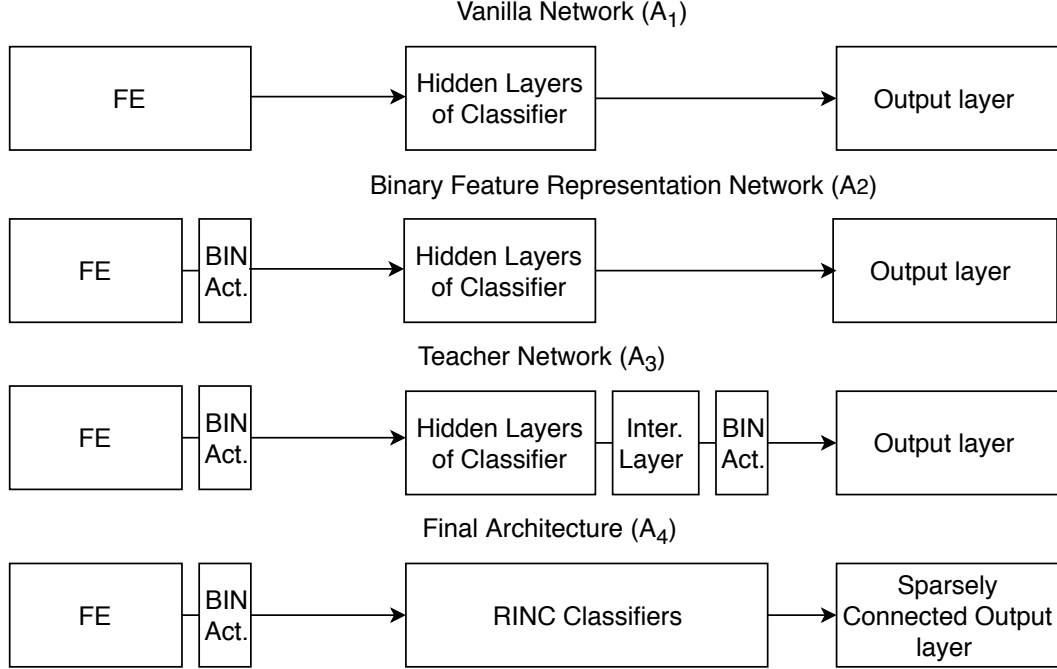 Vanilla Network (A1)
FE
Hidden Layers
of Classifier
Output layer
Binary Feature Representation Network (A2)
FE
BIN
Act.
Hidden Layers
of Classifier
Output layer
Teacher Network (A3)
FE
BIN
Act.
Hidden Layers
of Classifier
Inter.
Layer
BIN
Act.
Output layer
Final Architecture (A4)
FE
BIN
Act.
RINC Classifiers
Sparsely
Connected Output
layer